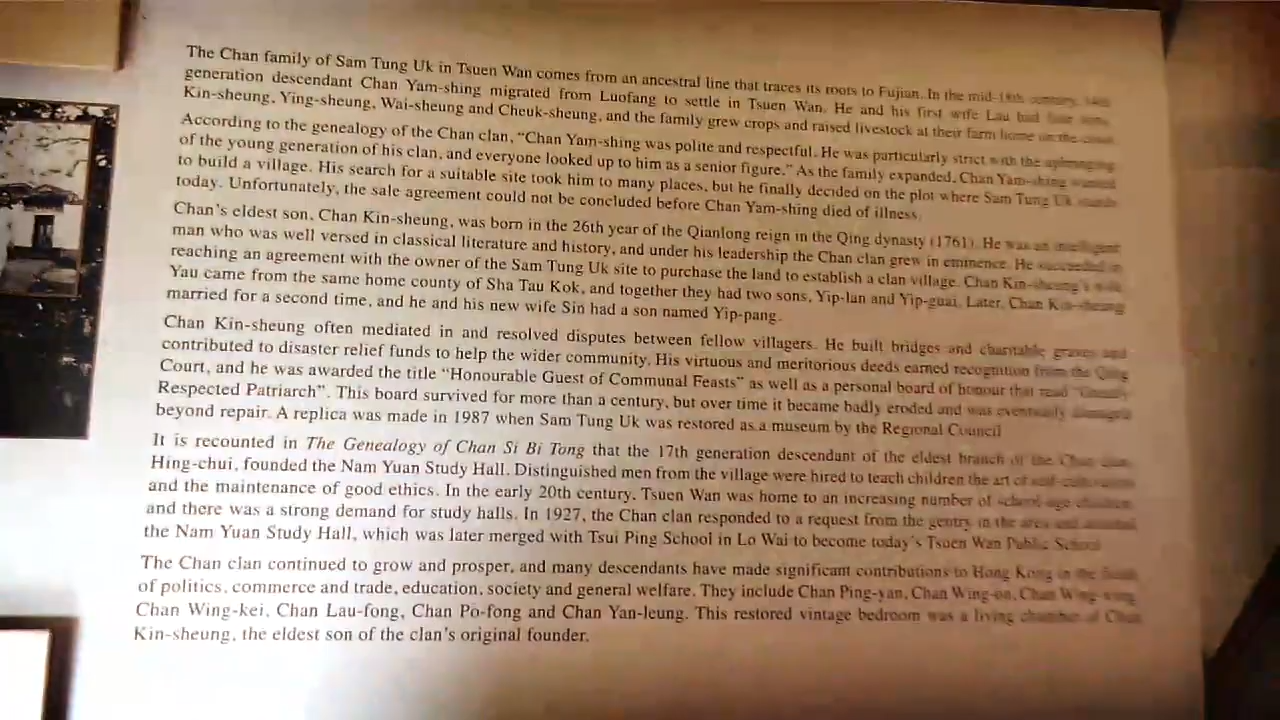 The Chan family of Sam Tung Uk in Tsuen Wan comes from an ancestral line that traces its roots to Fujian. In the mid-18th century,
generation descendant Chan Yam-shing migrated from Luofang to settle in Tsuen Wan. He and his first wife Lau had four sons,
Kin-sheung, Ying-sheung, Wai-sheung and Cheuk-sheung, and the family grew crops and raised livestock at their farm home on the
According to the genealogy of the Chan clan, “Chan Yam-shing was polite and respectful. He was particularly strict with the upbringing
of the young generation of his clan, and everyone looked up to him as a senior figure.” As the family expanded, Chan Yam-shing wanted
to build a village. His search for a suitable site took him to many places, but he finally decided on the plot where Sam Tung Uk stands
today. Unfortunately, the sale agreement could not be concluded before Chan Yam-shing died of illness.
Chan’s eldest son, Chan Kin-sheung, was born in the 26th year of the Qianlong reign in the Qing dynasty (1761). He was an intelligent
man who was well versed in classical literature and history, and under his leadership the Chan clan grew in eminence. He succeeded in
reaching an agreement with the owner of the Sam Tung Uk site to purchase the land to establish a clan village. Chan Kin-sheung’s wife
Yau came from the same home county of Sha Tau Kok, and together they had two sons, Yip-lan and Yip-guai. Later, Chan Kin-sheung
married for a second time, and he and his new wife Sin had a son named Yip-pang.
Chan Kin-sheung often mediated in and resolved disputes between fellow villagers. He built bridges and charitable graves and
contributed to disaster relief funds to help the wider community. His virtuous and meritorious deeds earned recognition from the Qing
Court, and he was awarded the title “Honourable Guest of Communal Feasts” as well as a personal board of honour that read
Respected Patriarch”. This board survived for more than a century, but over time it became badly eroded and was eventually damaged
beyond repair. A replica was made in 1987 when Sam Tung Uk was restored as a museum by the Regional Council
It is recounted in The Genealogy of Chan Si Bi Tong that the 17th generation descendant of the eldest branch of the Chan clan,
Hing-chui, founded the Nam Yuan Study Hall. Distinguished men from the village were hired to teach children the art of self-cultivation
and the maintenance of good ethics. In the early 20th century, Tsuen Wan was home to an increasing number of school-age children
and there was a strong demand for study halls. In 1927, the Chan clan responded to a request from the gentry in the area and
the Nam Yuan Study Hall, which was later merged with Tsui Ping School in Lo Wai to become today’s Tsuen Wan Public School
The Chan clan continued to grow and prosper, and many descendants have made significant contributions to Hong Kong in the fields
of politics, commerce and trade, education, society and general welfare. They include Chan Ping-yan, Chan Wing-on, Chan
Chan Wing-kei, Chan Lau-fong, Chan Po-fong and Chan Yan-leung. This restored vintage bedroom was a living chamber of Chan
Kin-sheung, the eldest son of the clan’s original founder.